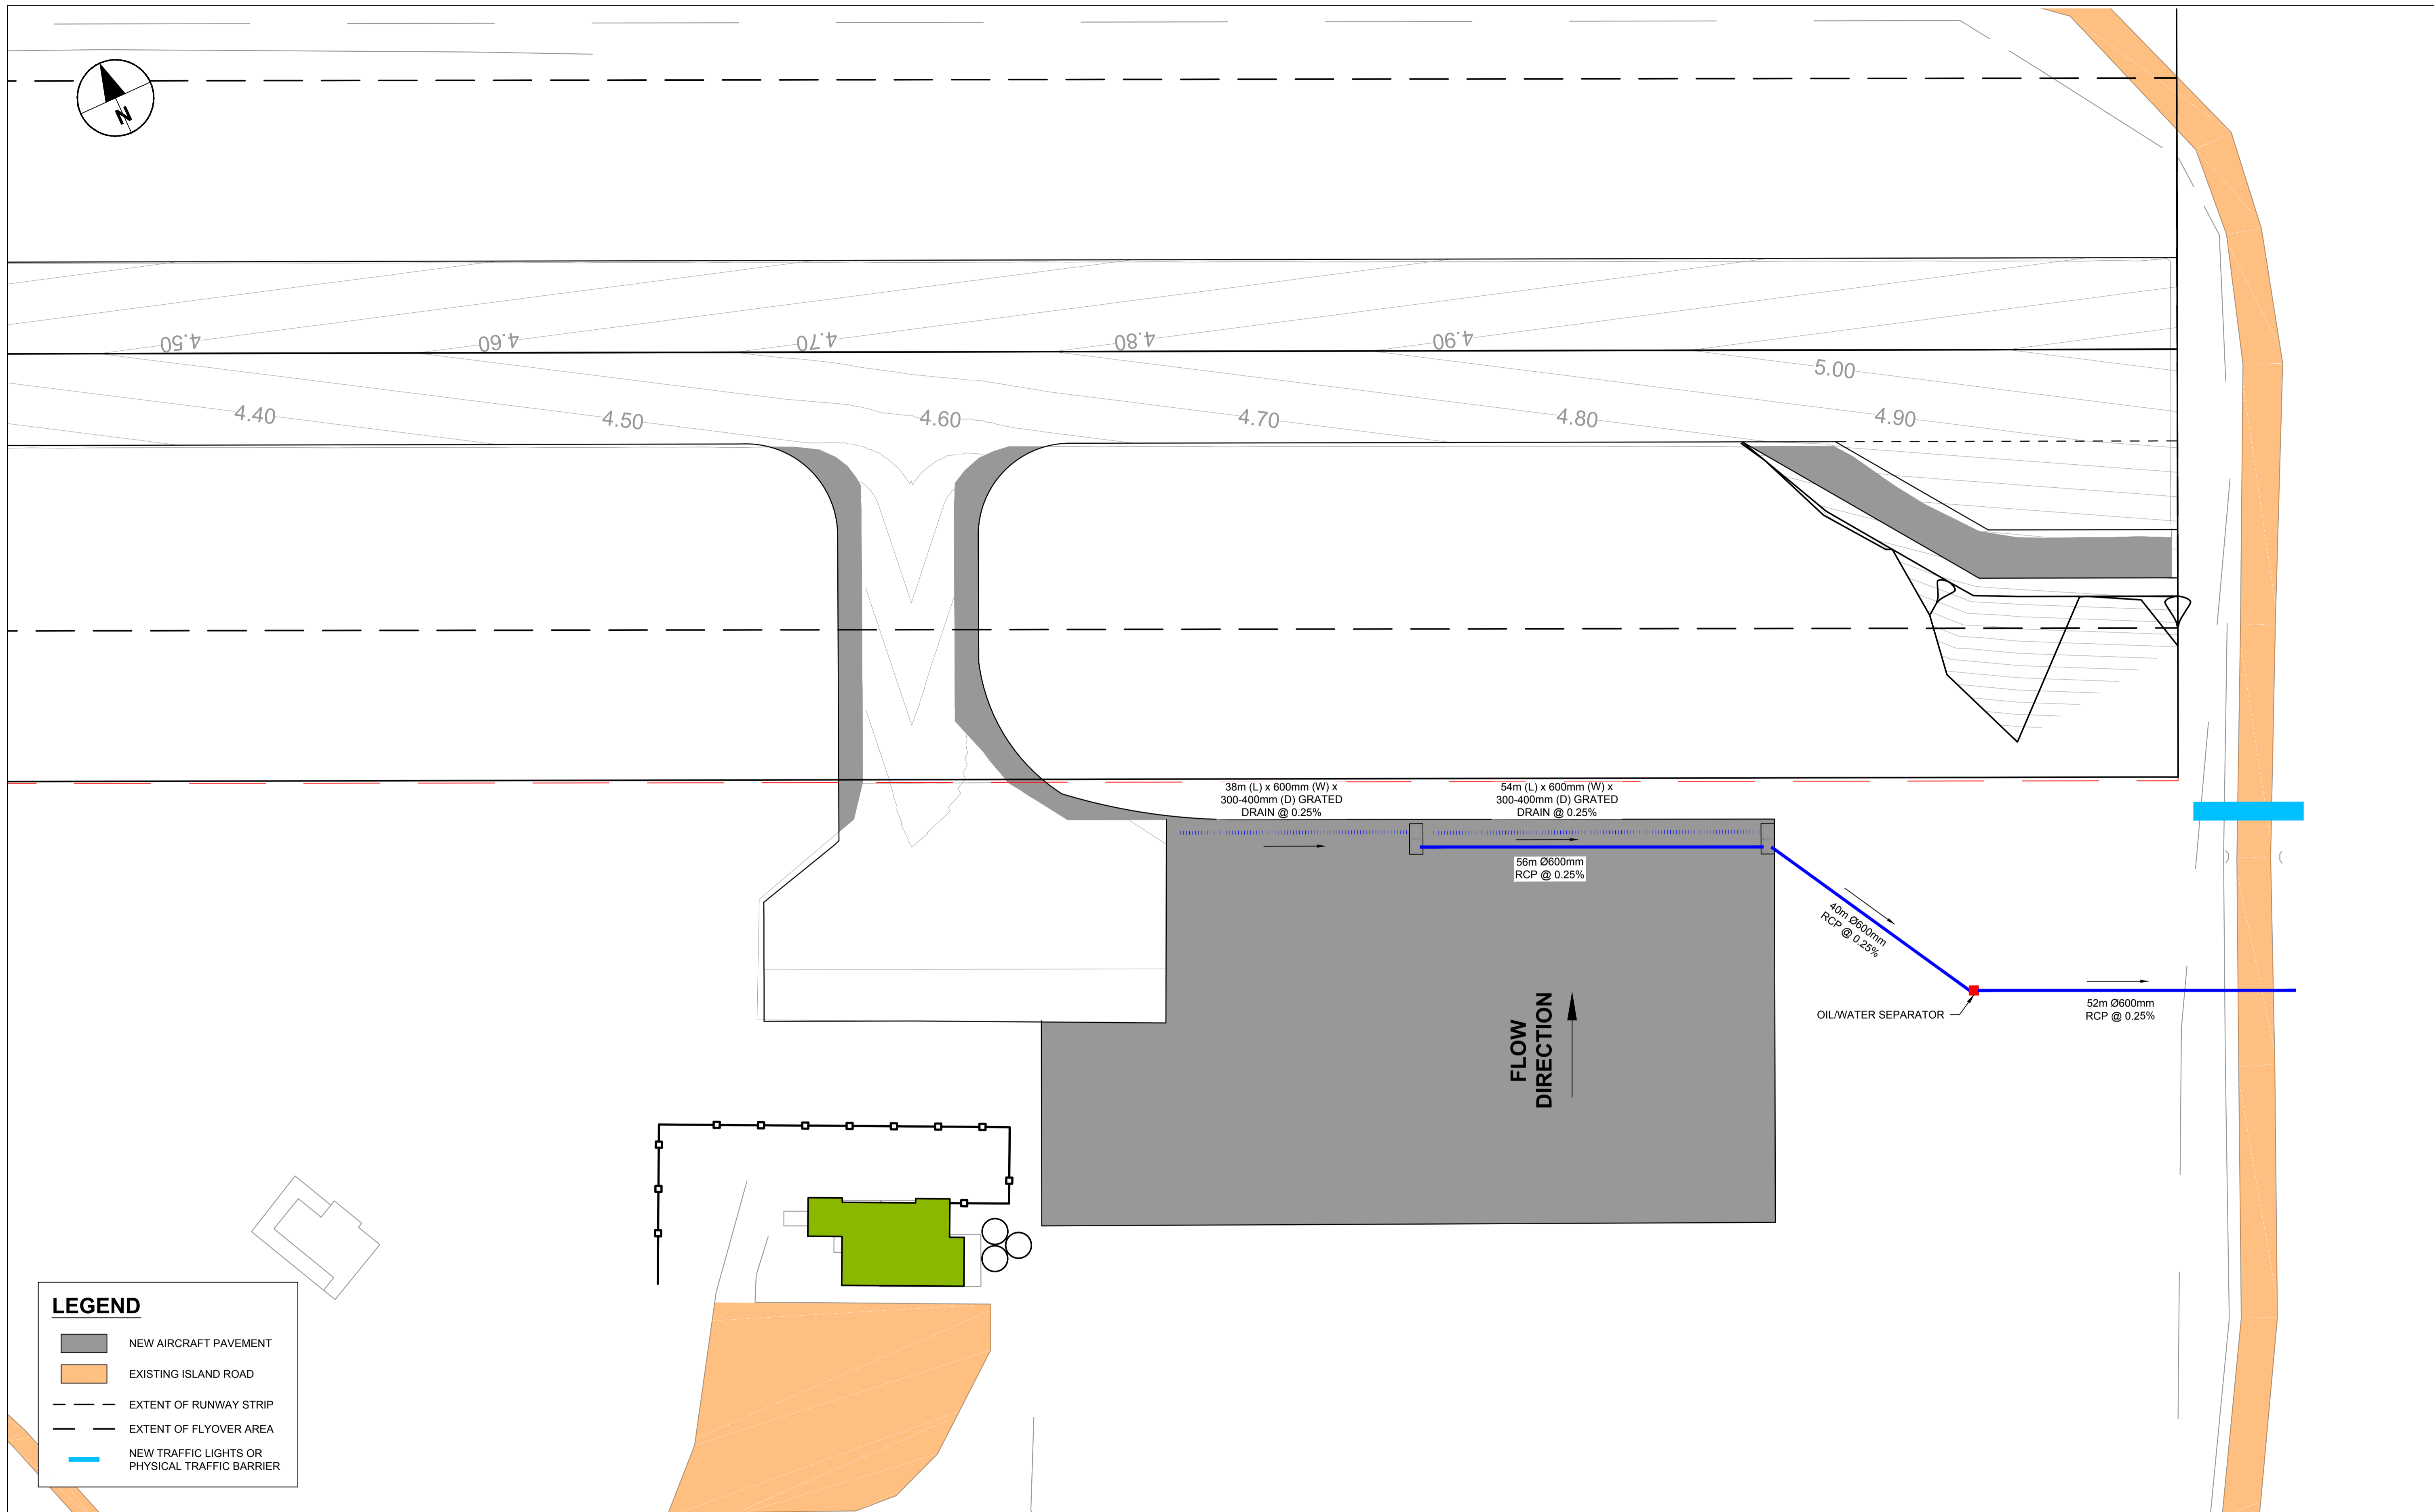 N
4.50
4.60
4.70
4.80
4.90
5.00
4.40
4.50
4.60
4.70
4.80
4.90
38m (L) x 600mm (W) x
300-400mm (D) GRATED
DRAIN @ 0.25%
54m (L) x 600mm (W) x
300-400mm (D) GRATED
DRAIN @ 0.25%
56m Ø600mm
RCP @ 0.25%
40m Ø600mm
RCP @ 0.25%
OIL/WATER SEPARATOR
52m Ø600mm
RCP @ 0.25%
FLOW
DIRECTION
LEGEND
NEW AIRCRAFT PAVEMENT
EXISTING ISLAND ROAD
EXTENT OF RUNWAY STRIP
EXTENT OF FLYOVER AREA
NEW TRAFFIC LIGHTS OR
PHYSICAL TRAFFIC BARRIER